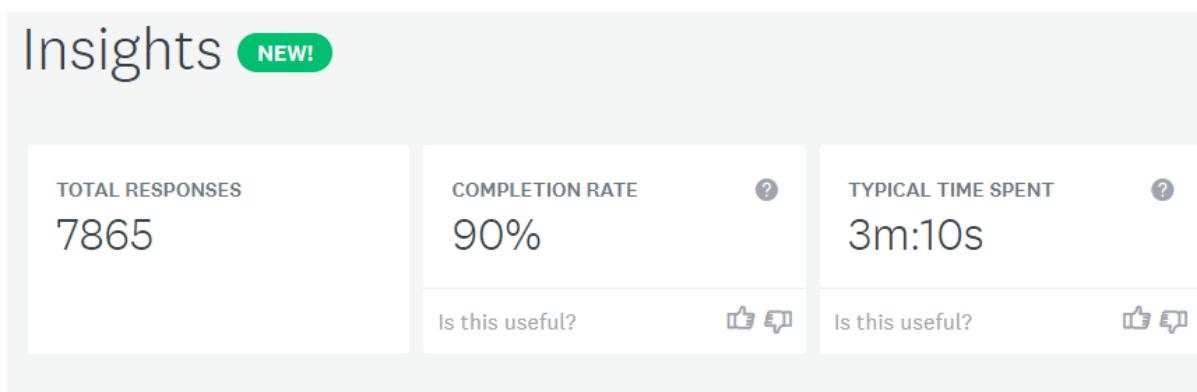 Insights NEW!
TOTAL RESPONSES
7865
COMPLETION RATE ?
90%
Is this useful?
TYPICAL TIME SPENT ?
3m:10s
Is this useful?